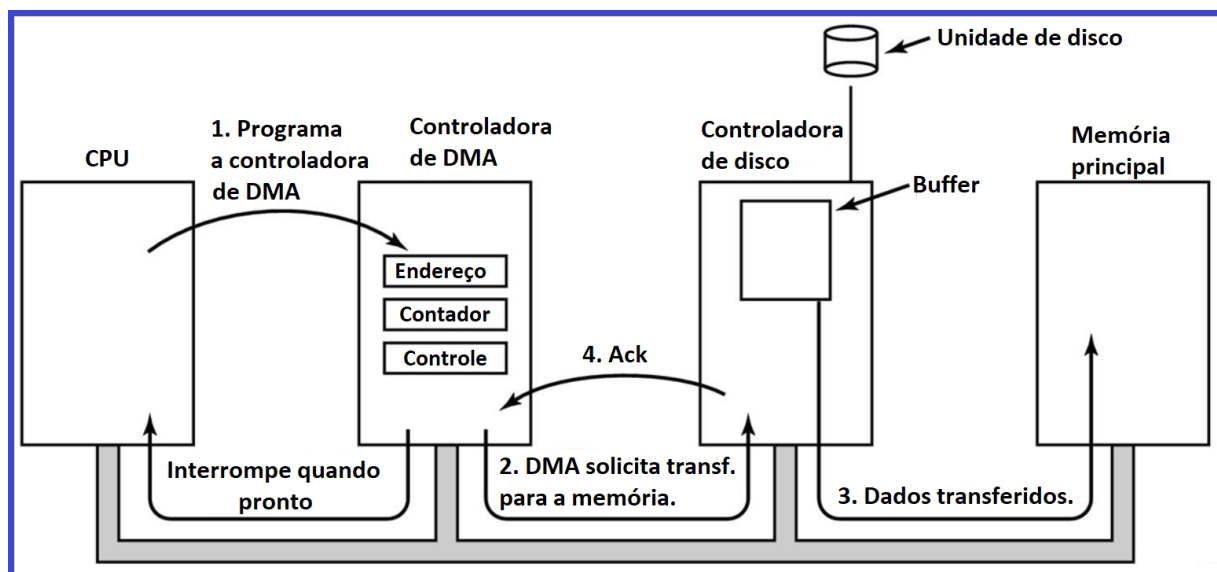 Unidade de disco
1. Programa
a controladora
de DMA
CPU
Controladora
de DMA
Controladora
de disco
Memória
principal
Buffer
Endereço
Contador
Controle
4. Ack
Interrompe quando
pronto
2. DMA solicita transf.
para a memória.
3. Dados transferidos.